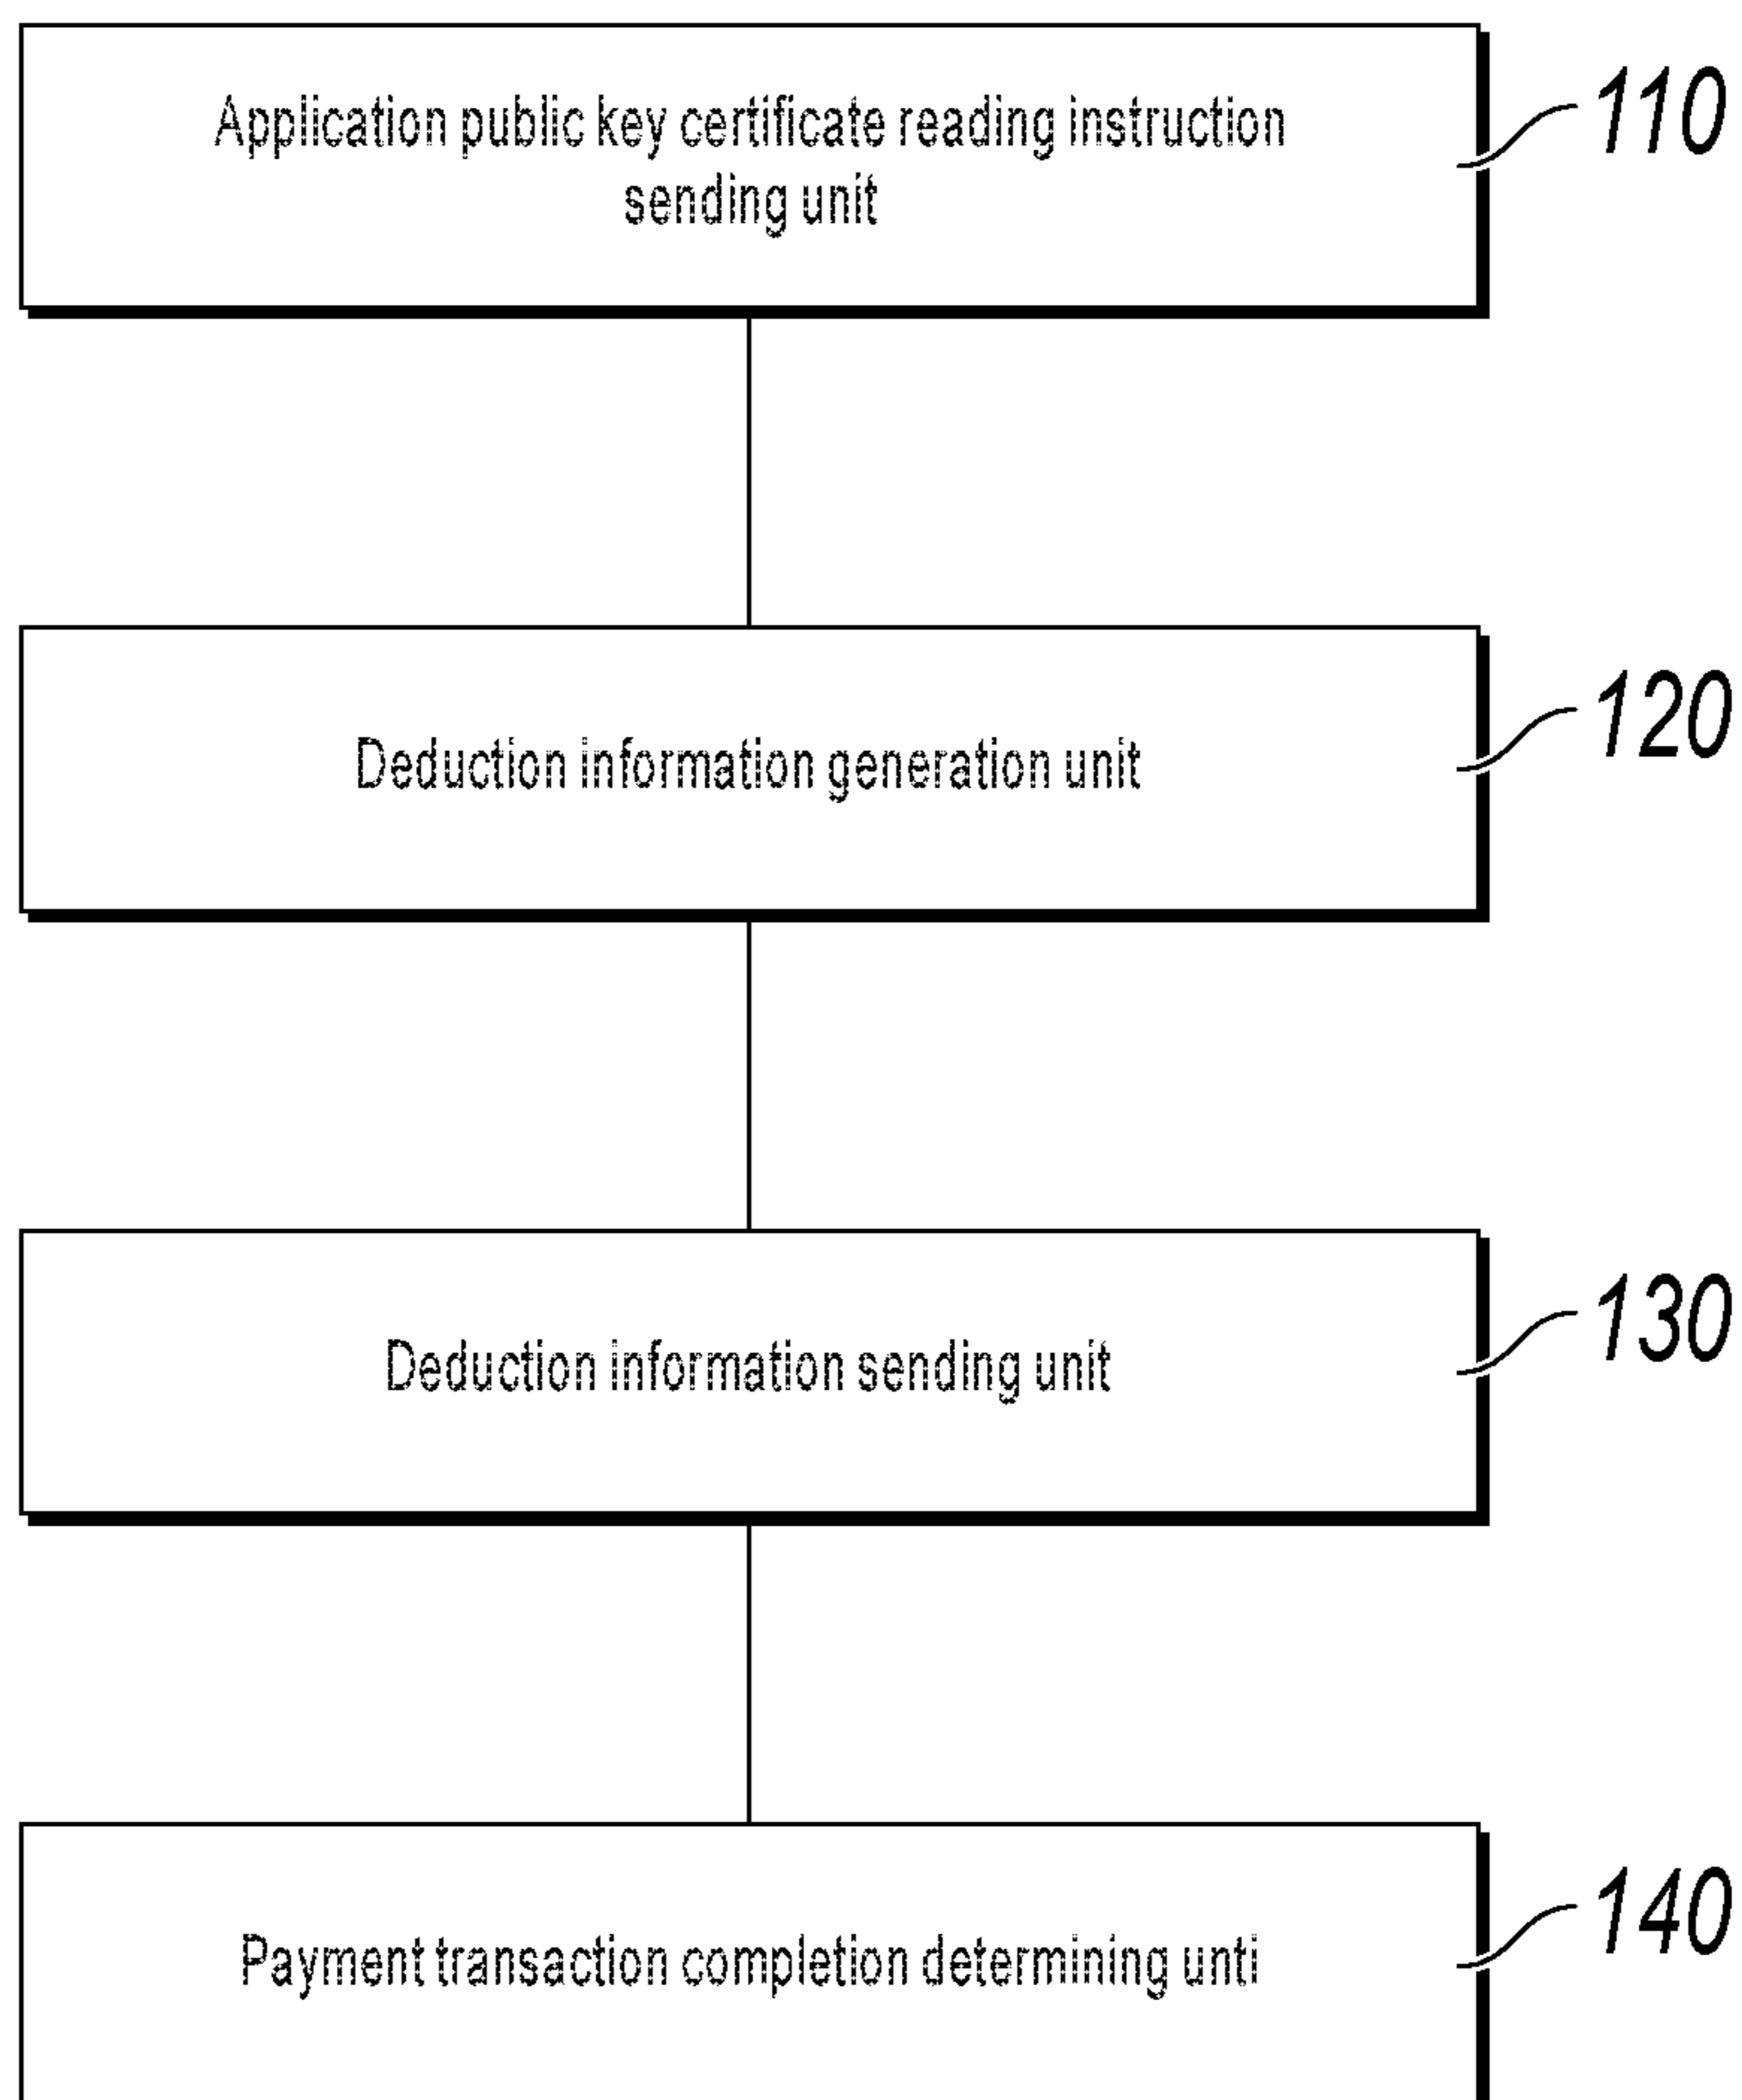 Application public key certificate reading instruction
sending unit
110
Deduction information generation unit
120
Deduction information sending unit
130
Payment transaction completion determining unti
140